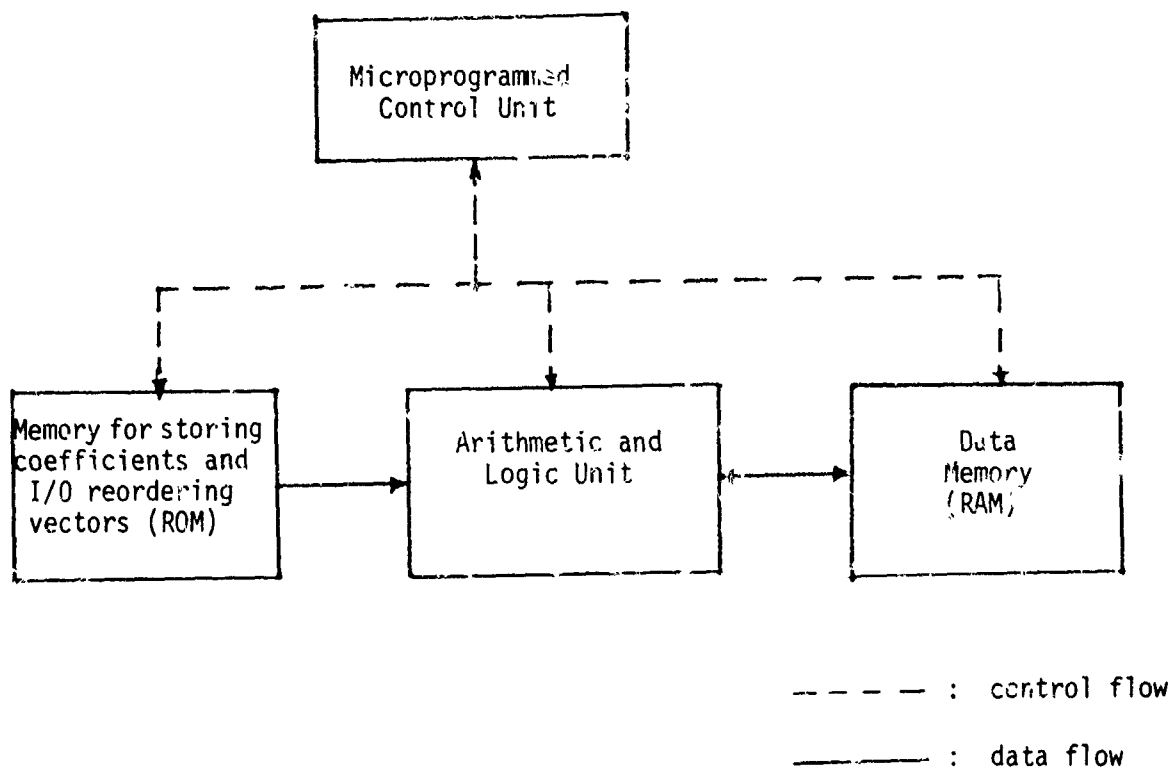 Microprogrammed
Control Unit
Memory for storing
coefficients and
I/O reordering
vectors (ROM)
Arithmetic and
Logic Unit
Data
Memory
(RAM)
: control flow
: data flow